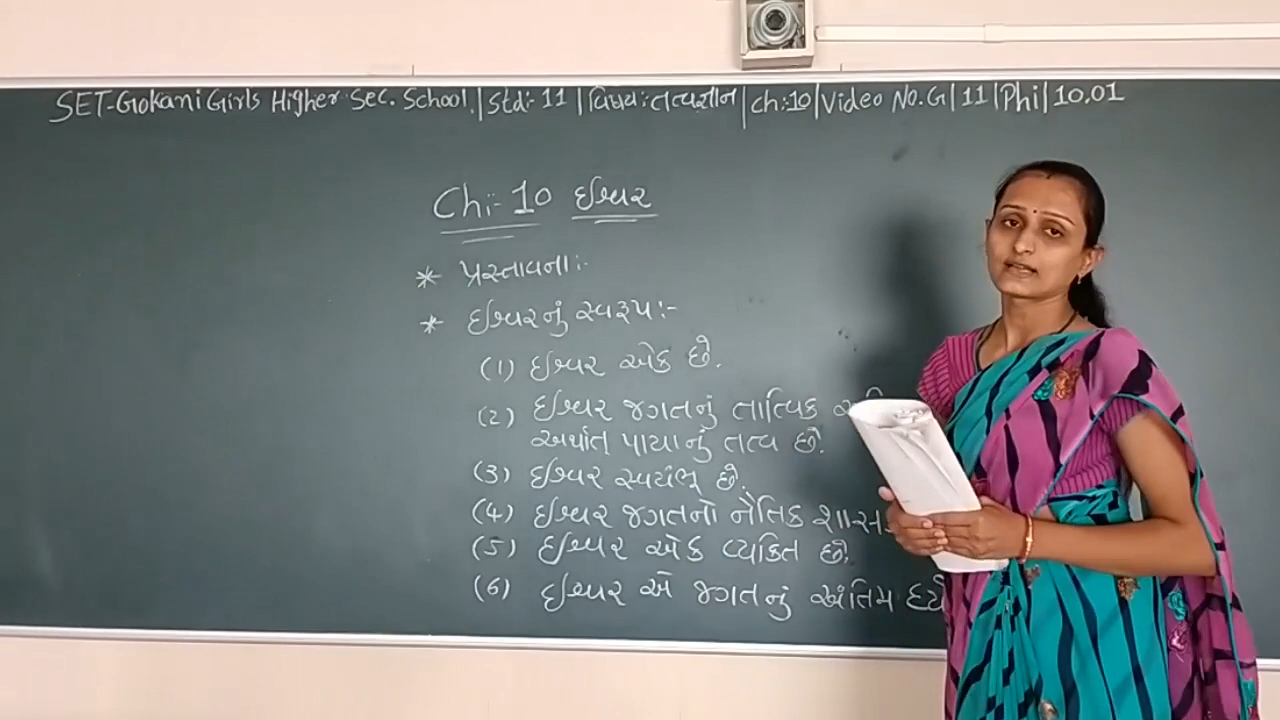 SET-Gokani Girls Higher Sec. School.|Std:- 11|વિષય:તત્વજ્ઞાન|ch:10|Video No.G|11|Phi|10.01
Ch:- 10 ઈશ્વર
* પ્રસ્તાવના:-
* ઈશ્વરનું સ્વરૂપ:-
(1) ઈશ્વર એક છે.
(2) ઈશ્વર જગતનું તાત્વિક
અર્થાત્ પાયાનું તત્વ છે.
(3) ઈશ્વર સ્વયંભૂ છે.
(4) ઈશ્વર જગતનો નૈતિક
(5) ઈશ્વર એક વ્યકિત છે.
(6) ઈશ્વર એ જગતનું અંતિમ